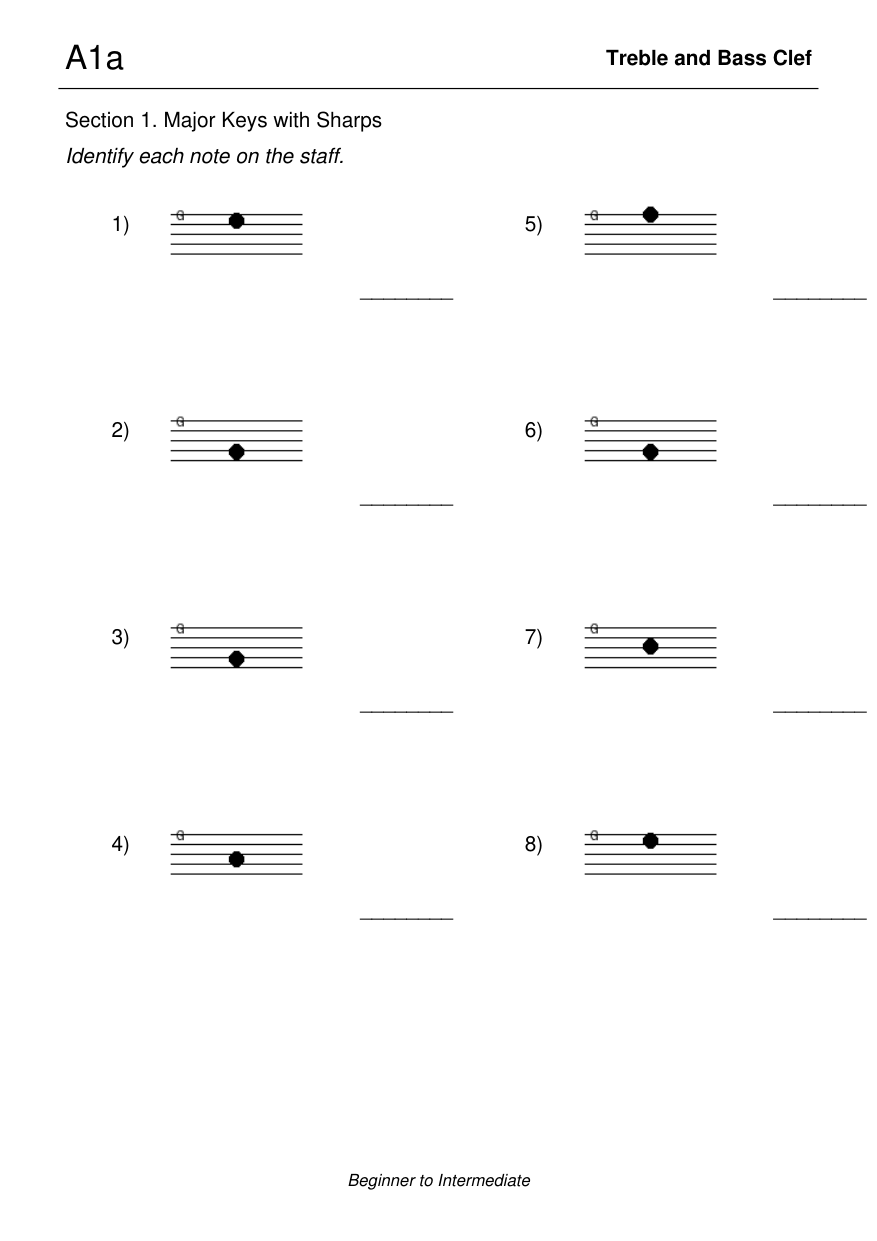 A1a
Treble and Bass Clef
Section 1. Major Keys with Sharps
Identify each note on the staff.
1) G
________
5) G
________
2) G
________
6) G
________
3) G
________
7) G
________
4) G
________
8) G
________
Beginner to Intermediate